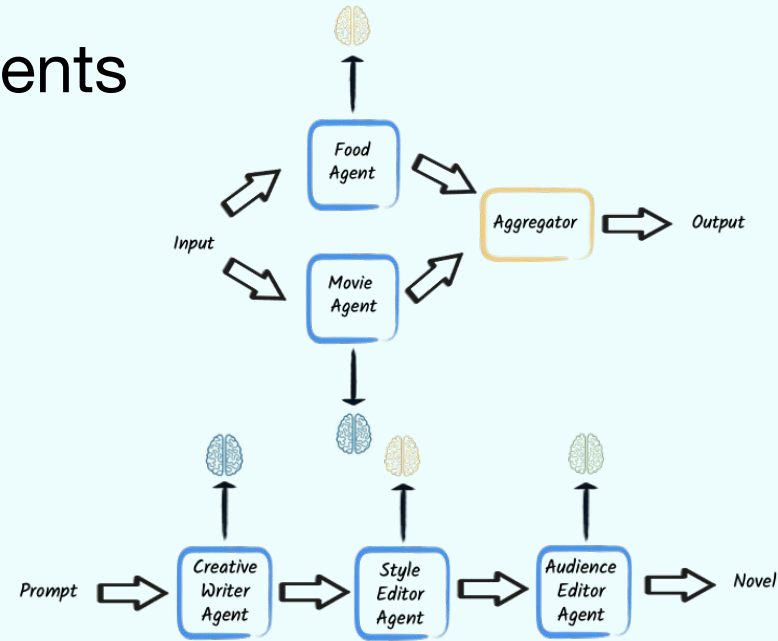 ents
Food
Agent
Input
Aggregator
Output
Movie
Agent
Prompt
Creative
Writer
Agent
Style
Editor
Agent
Audience
Editor
Agent
Novel